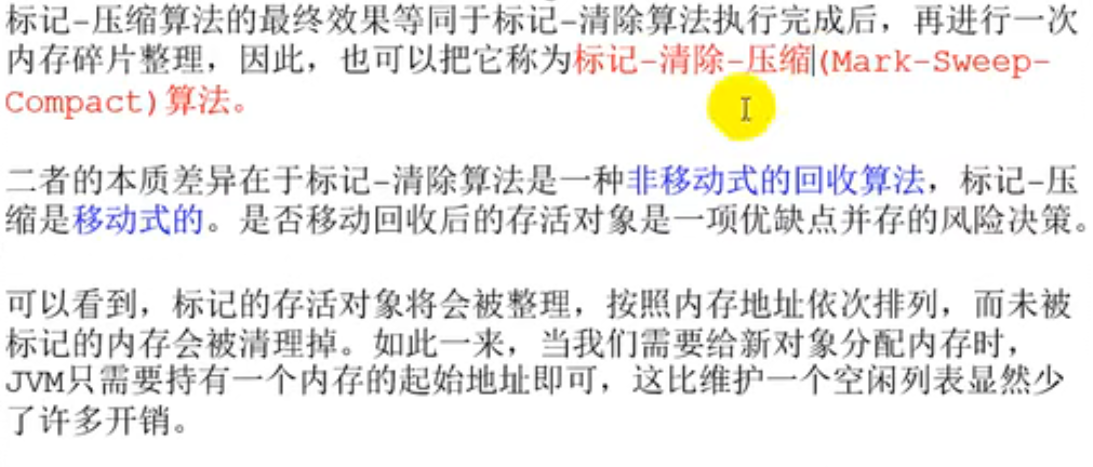 标记-压缩算法的最终效果等同于标记-清除算法执行完成后，再进行一次
内存碎片整理，因此，也可以把它称为标记-清除-压缩(Mark-Sweep-
Compact)算法。
二者的本质差异在于标记-清除算法是一种非移动式的回收算法，标记-压
缩是移动式的。是否移动回收后的存活对象是一项优缺点并存的风险决策。
可以看到，标记的存活对象将会被整理，按照内存地址依次排列，而未被
标记的内存会被清理掉。如此一来，当我们需要给新对象分配内存时，
JVM只需要持有一个内存的起始地址即可，这比维护一个空闲列表显然少
了许多开销。